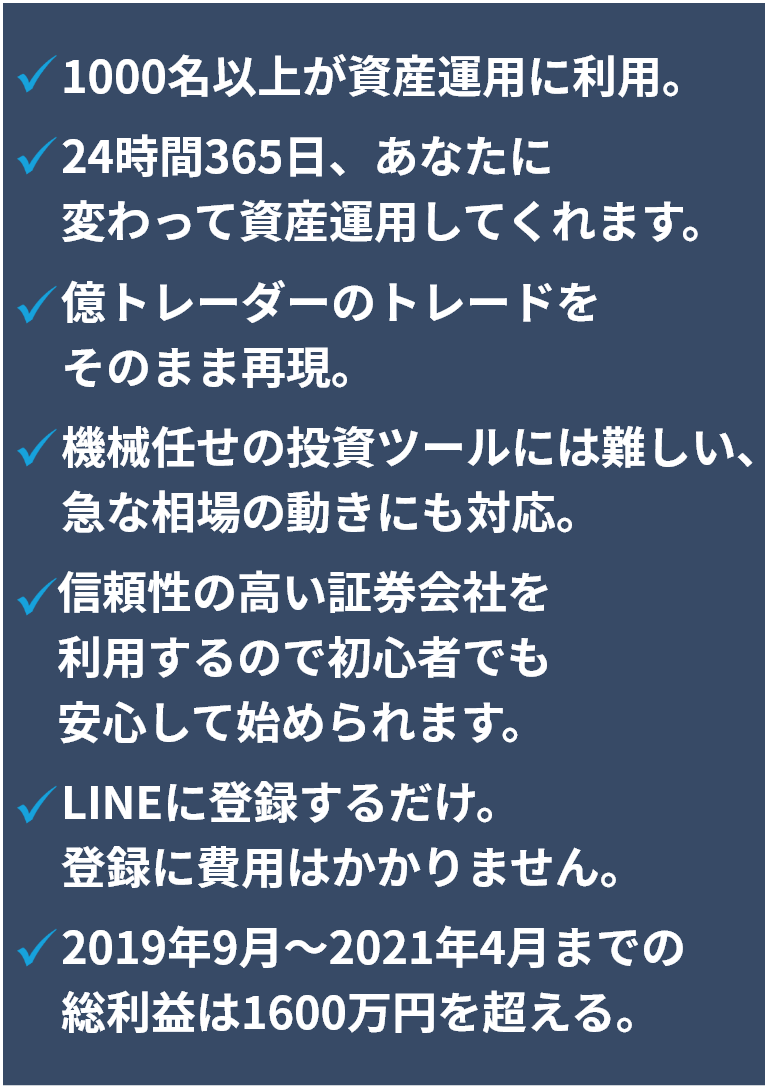 1000名以上が資産運用に利用。
24時間365日、あなたに
変わって資産運用してくれます。
億トレーダーのトレードを
そのまま再現。
機械任せの投資ツールには難しい、
急な相場の動きにも対応。
信頼性の高い証券会社を
利用するので初心者でも
安心して始められます。
LINEに登録するだけ。
登録に費用はかかりません。
2019年9月～2021年4月までの
総利益は1600万円を超える。